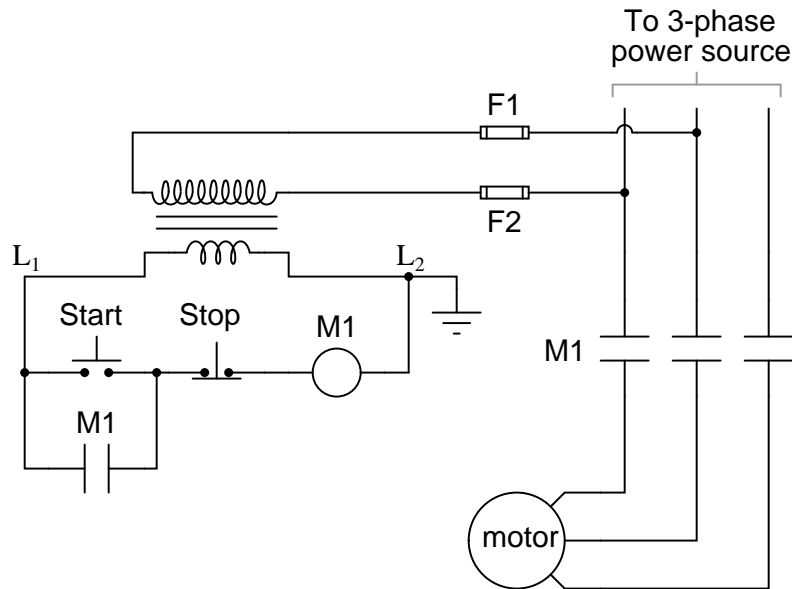 To 3-phase
power source
F1
F2
L1
L2
Start
Stop
M1
M1
M1
motor